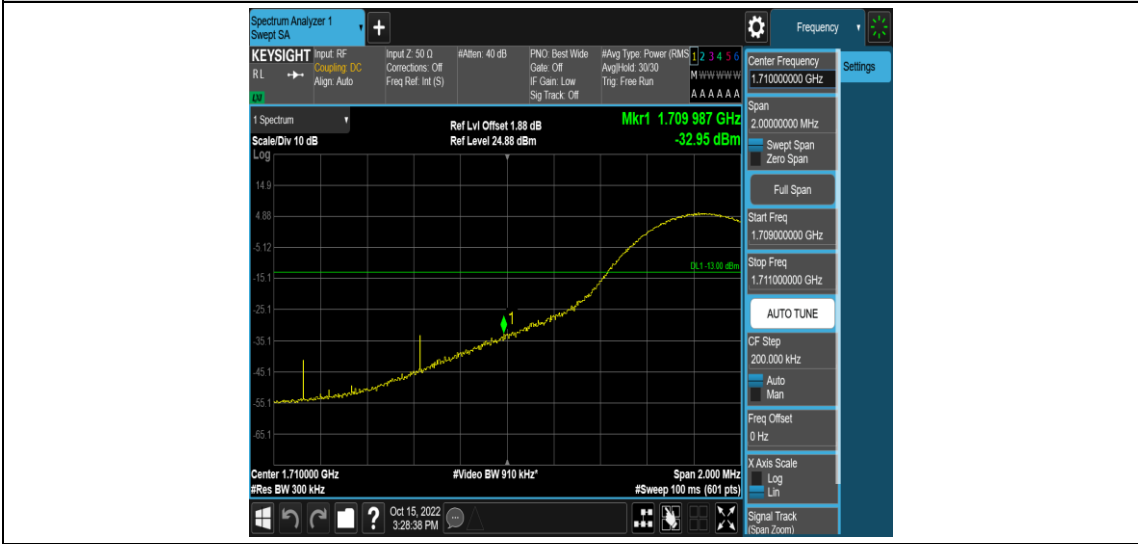 Spectrum Analyzer 1
Swept SA
+
Frequency
KEYSIGHT
RL
Input: RF
Coupling: DC
Align: Auto
Input Z: 50 Ω
Corrections: Off
Freq Ref: Int (S)
#Atten: 40 dB
PNO: Best Wide
Gate: Off
IF Gain: Low
Sig Track: Off
#Avg Type: Power (RMS
Avg|Hold: 30/30
Trig: Free Run
1 2 3 4 5 6
M W W W W W
A A A A A A
1 Spectrum
Scale/Div 10 dB
Log
Ref Lvl Offset 1.88 dB
Ref Level 24.88 dBm
Mkr1 1.709 987 GHz
-32.95 dBm
14.9
4.88
-5.12
-15.1
-25.1
-35.1
-45.1
-55.1
-65.1
DL1 -13.00 dBm
1
Center 1.710000 GHz
#Res BW 300 kHz
#Video BW 910 kHz*
Span 2.000 MHz
#Sweep 100 ms (601 pts)
?
Oct 15, 2022
3:28:38 PM
Center Frequency
1.710000000 GHz
Settings
Span
2.00000000 MHz
Swept Span
Zero Span
Full Span
Start Freq
1.709000000 GHz
Stop Freq
1.711000000 GHz
AUTO TUNE
CF Step
200.000 kHz
Auto
Man
Freq Offset
0 Hz
X Axis Scale
Log
Lin
Signal Track
(Span Zoom)